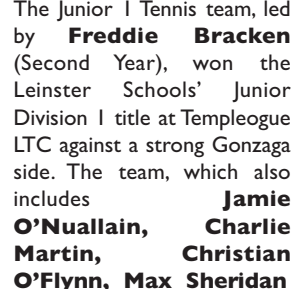 The Junior 1 Tennis team, led
by Freddie Bracken
(Second Year), won the
Leinster Schools' Junior
Division 1 title at Templeogue
LTC against a strong Gonzaga
side. The team, which also
includes Jamie
O'Nuallain, Charlie
Martin, Christian
O'Flynn, Max Sheridan